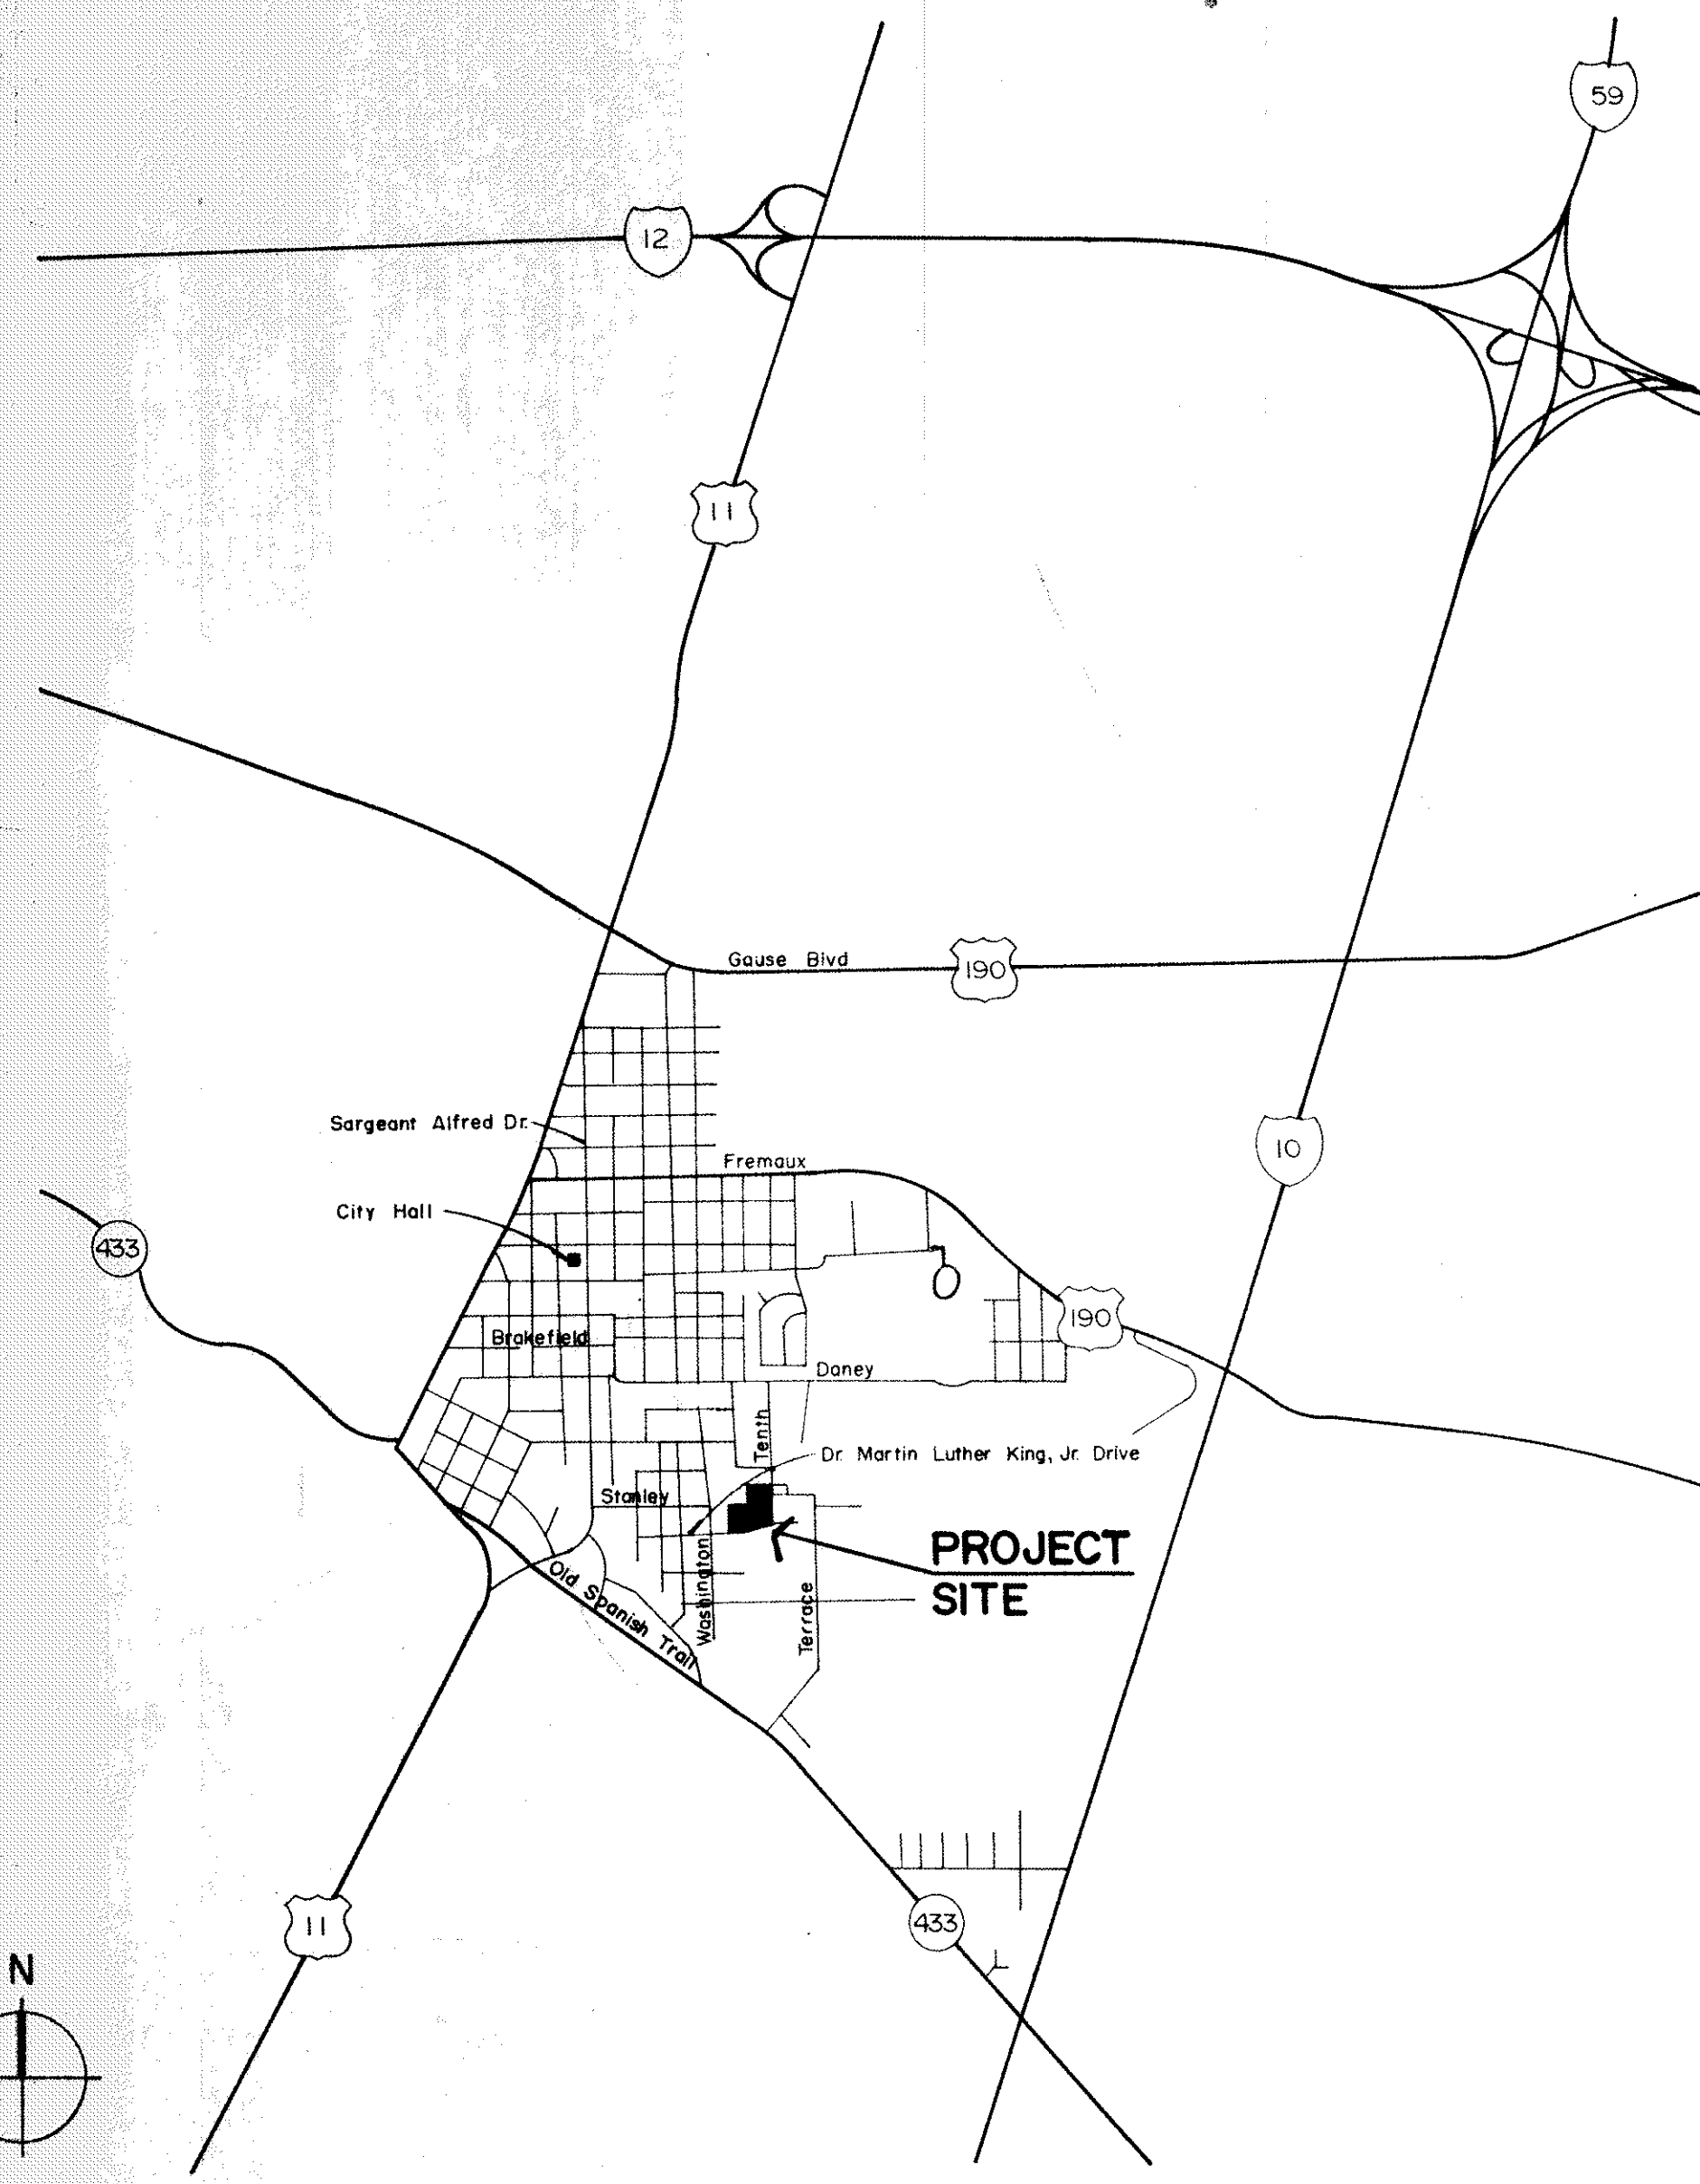 59
12
11
Gause Blvd
190
Sargeant Alfred Dr.
10
Fremaux
City Hall
433
190
Brakefield
Daney
Tenth
Dr. Martin Luther King, Jr. Drive
Stanley
PROJECT
SITE
Washington
Old Spanish Trail
Terrace
11
433
N